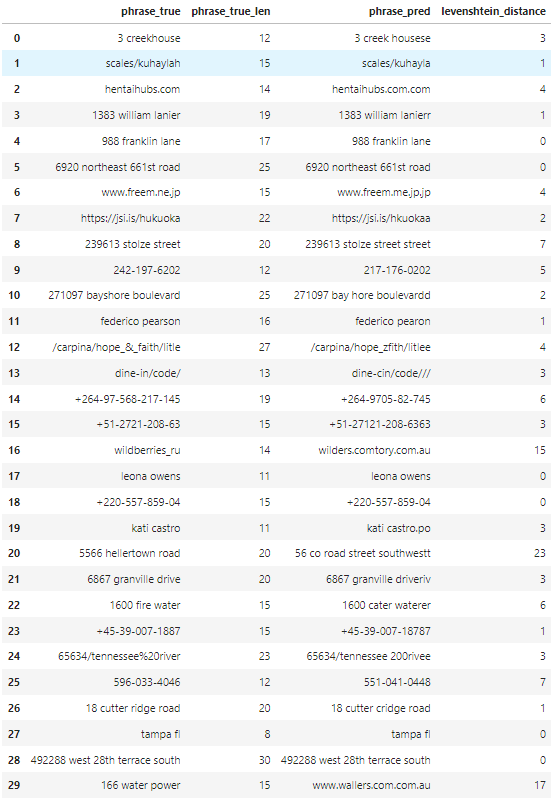 phrase_true phrase_true_len phrase_pred levenshtein_distance
0 3 creekhouse 12 3 creek housese 3
1 scales/kuhaylah 15 scales/kuhayla 1
2 hentaihubs.com 14 hentaihubs.com.com 4
3 1383 william lanier 19 1383 william lanierr 1
4 988 franklin lane 17 988 franklin lane 0
5 6920 northeast 661st road 25 6920 northeast 661st road 0
6 www.freem.ne.jp 15 www.freem.me.jp.jp 4
7 https://jsi.is/hukuoka 22 https://jsi.is/hkuokaa 2
8 239613 stolze street 20 239613 stolze street street 7
9 242-197-6202 12 217-176-0202 5
10 271097 bayshore boulevard 25 271097 bay hore boulevardd 2
11 federico pearson 16 federico pearon 1
12 /carpina/hope_&_faith/litle 27 /carpina/hope_zfith/litlee 4
13 dine-in/code/ 13 dine-cin/code/// 3
14 +264-97-568-217-145 19 +264-9705-82-745 6
15 +51-2721-208-63 15 +51-27121-208-6363 3
16 wildberries_ru 14 wilders.comtory.com.au 15
17 leona owens 11 leona owens 0
18 +220-557-859-04 15 +220-557-859-04 0
19 kati castro 11 kati castro.po 3
20 5566 hellertown road 20 56 co road street southwestt 23
21 6867 granville drive 20 6867 granville driveriv 3
22 1600 fire water 15 1600 cater waterer 6
23 +45-39-007-1887 15 +45-39-007-18787 1
24 65634/tennessee%20river 23 65634/tennessee 200rivee 3
25 596-033-4046 12 551-041-0448 7
26 18 cutter ridge road 20 18 cutter cridge road 1
27 tampa fl 8 tampa fl 0
28 492288 west 28th terrace south 30 492288 west 28th terrace south 0
29 166 water power 15 www.wallers.com.com.au 17